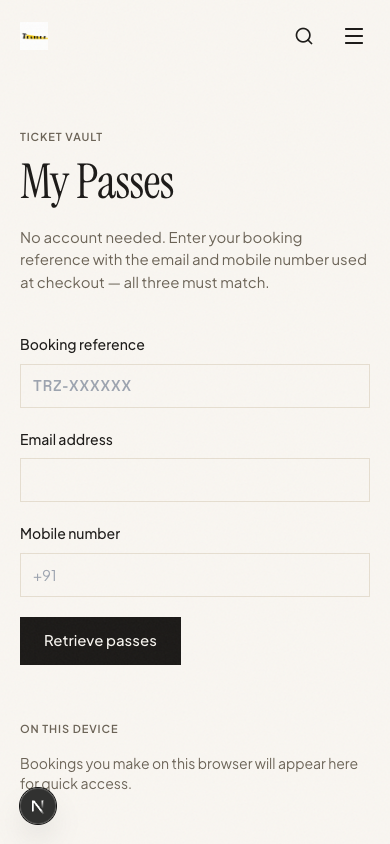 TICKET VAULT
My Passes
No account needed. Enter your booking
reference with the email and mobile number used
at checkout — all three must match.
Booking reference
TRZ-XXXXXX
Email address
Mobile number
+91
Retrieve passes
ON THIS DEVICE
Bookings you make on this browser will appear here
for quick access.
N